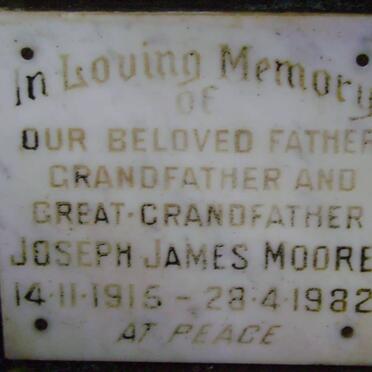 In Loving Memory
OF
OUR BELOVED FATHER
GRANDFATHER AND
GREAT-GRANDFATHER
JOSEPH JAMES MOORE
14·11·1915 - 28·4·1982
AT PEACE